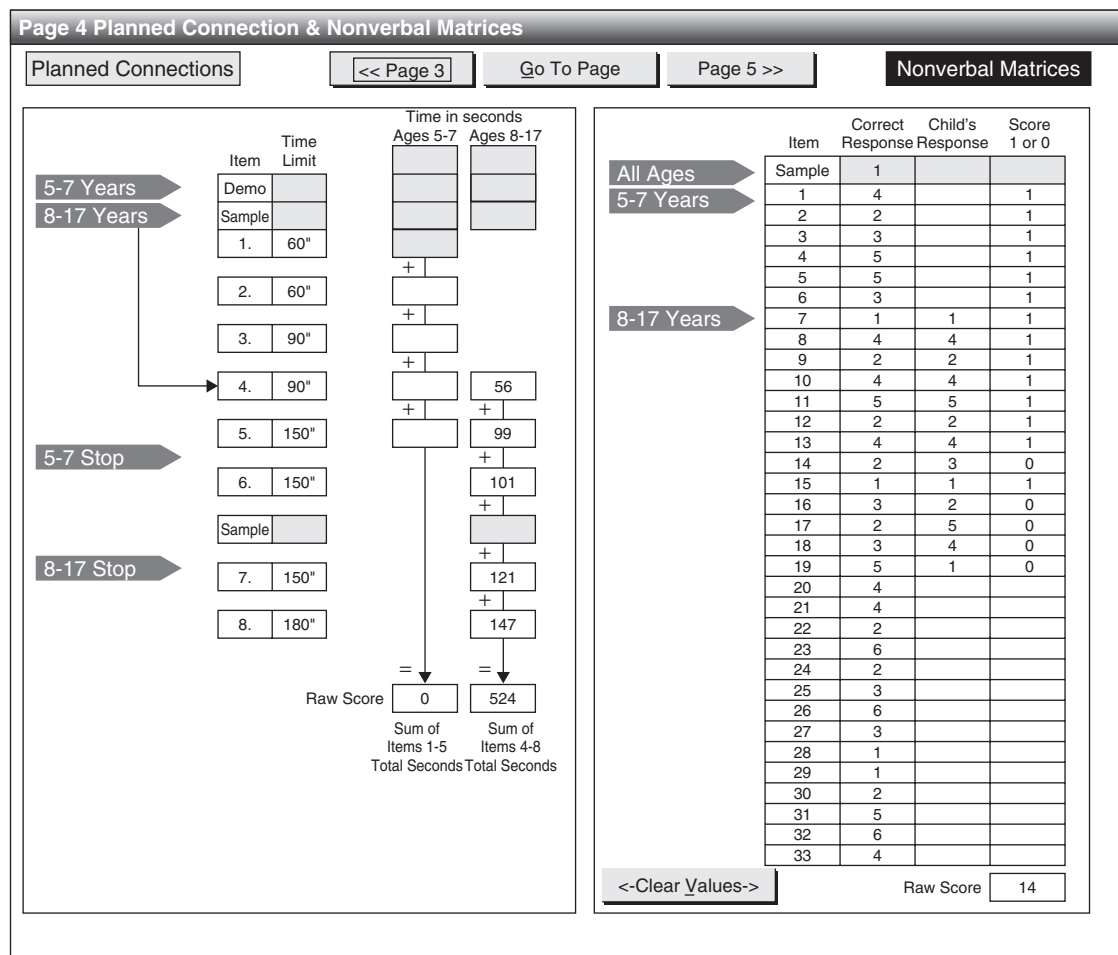 Page 4 Planned Connection & Nonverbal Matrices
Planned Connections
<< Page 3
Go To Page
Page 5 >>
Nonverbal Matrices
Time in seconds
Item Time Limit Ages 5-7 Ages 8-17
5-7 Years
Demo
8-17 Years
Sample
1. 60"
+
2. 60"
+
3. 90"
+
4. 90" 56
+ +
5. 150" 99
5-7 Stop
+
6. 150" 101
+
Sample
+
8-17 Stop
7. 150" 121
+
8. 180" 147
= =
Raw Score 0 524
Sum of Items 1-5 Total Seconds
Sum of Items 4-8 Total Seconds
Item Correct Response Child's Response Score 1 or 0
All Ages
Sample 1
5-7 Years
1 4 1
2 2 1
3 3 1
4 5 1
5 5 1
6 3 1
8-17 Years
7 1 1 1
8 4 4 1
9 2 2 1
10 4 4 1
11 5 5 1
12 2 2 1
13 4 4 1
14 2 3 0
15 1 1 1
16 3 2 0
17 2 5 0
18 3 4 0
19 5 1 0
20 4
21 4
22 2
23 6
24 2
25 3
26 6
27 3
28 1
29 1
30 2
31 5
32 6
33 4
<-Clear Values->
Raw Score 14